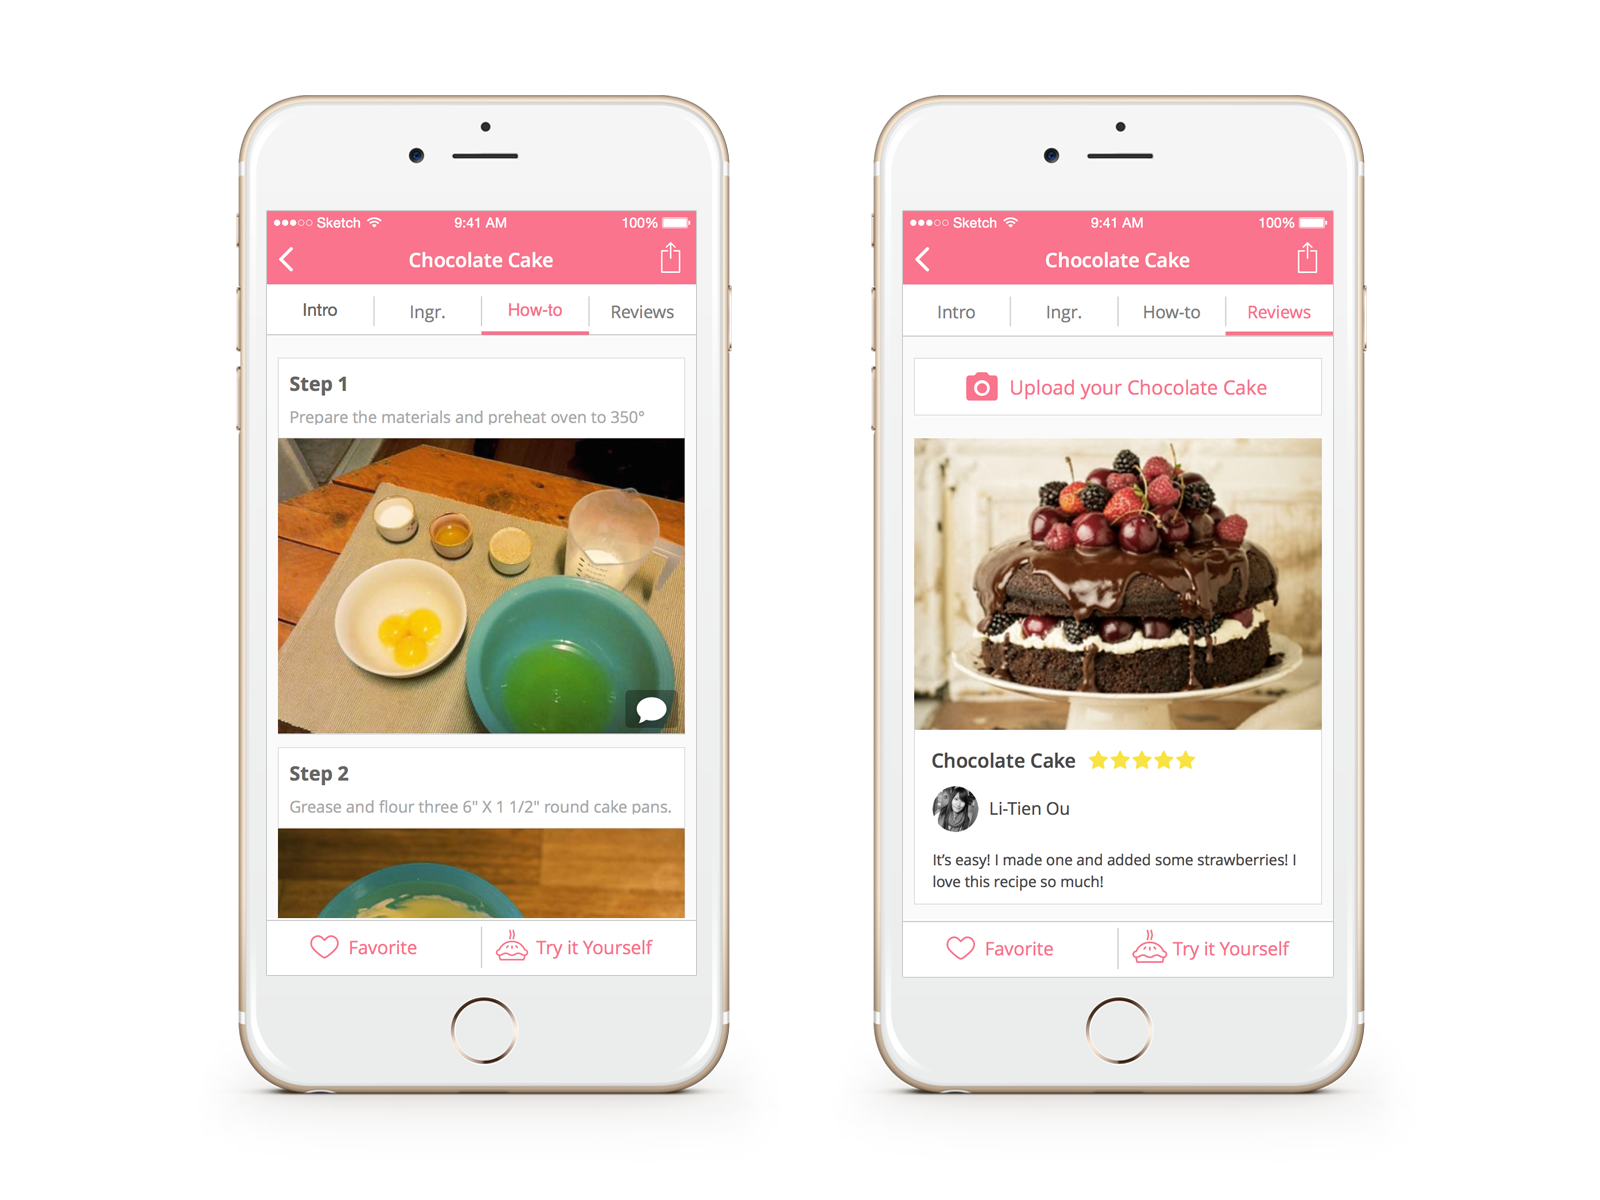 Sketch 9:41 AM 100%
Chocolate Cake
Intro Ingr. How-to Reviews
Step 1
Prepare the materials and preheat oven to 350°
Step 2
Grease and flour three 6" X 1 1/2" round cake pans.
Favorite Try it Yourself
Sketch 9:41 AM 100%
Chocolate Cake
Intro Ingr. How-to Reviews
Upload your Chocolate Cake
Chocolate Cake
Li-Tien Ou
It's easy! I made one and added some strawberries! I
love this recipe so much!
Favorite Try it Yourself